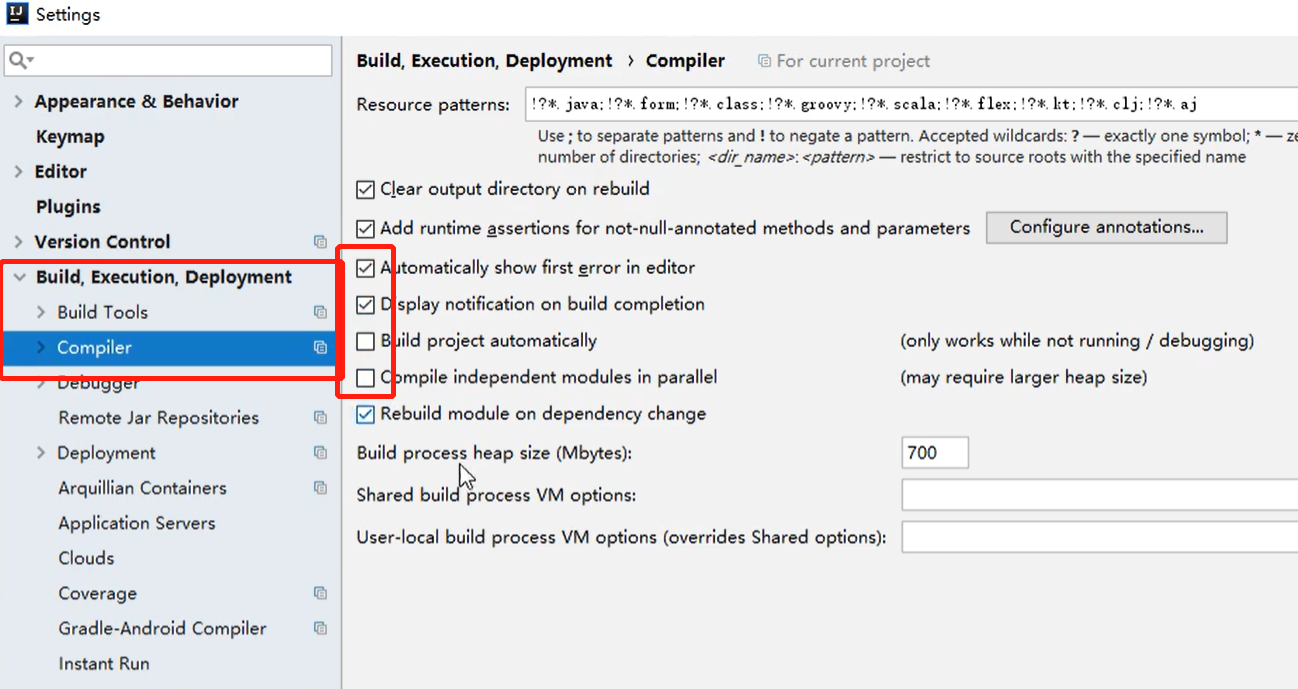 IJ Settings
Appearance & Behavior
Keymap
Editor
Plugins
Version Control
Build, Execution, Deployment
Build Tools
Compiler
Debugger
Remote Jar Repositories
Deployment
Arquillian Containers
Application Servers
Clouds
Coverage
Gradle-Android Compiler
Instant Run
Build, Execution, Deployment › Compiler For current project
Resource patterns: !?*.java;!?*.form;!?*.class;!?*.groovy;!?*.scala;!?*.flex;!?*.kt;!?*.clj;!?*.aj
Use ; to separate patterns and ! to negate a pattern. Accepted wildcards: ? — exactly one symbol; * —
number of directories; <dir_name>:<pattern> — restrict to source roots with the specified name
Clear output directory on rebuild
Add runtime assertions for not-null-annotated methods and parameters Configure annotations...
Automatically show first error in editor
Display notification on build completion
Build project automatically (only works while not running / debugging)
Compile independent modules in parallel (may require larger heap size)
Rebuild module on dependency change
Build process heap size (Mbytes): 700
Shared build process VM options:
User-local build process VM options (overrides Shared options):